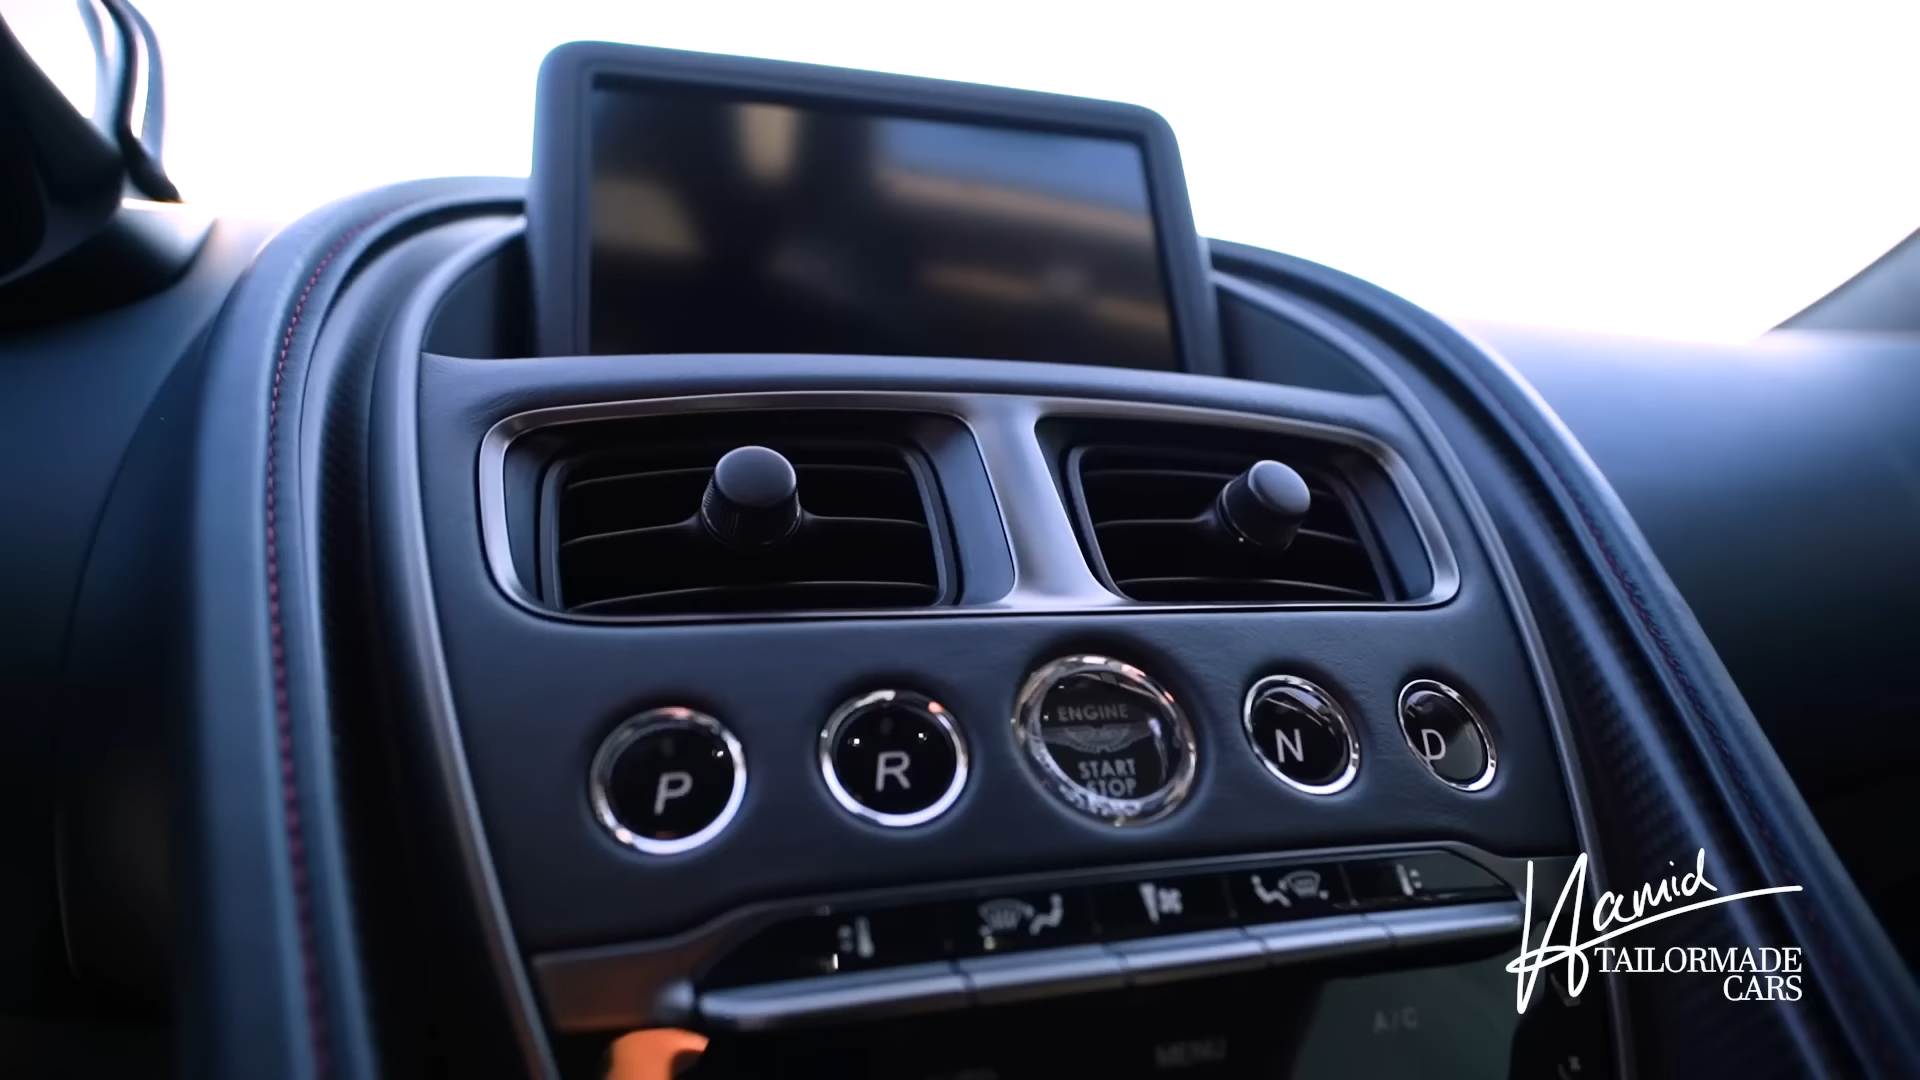 P
R
ENGINE
START
STOP
N
D
A/C
MENU
Hamid
TAILORMADE
CARS